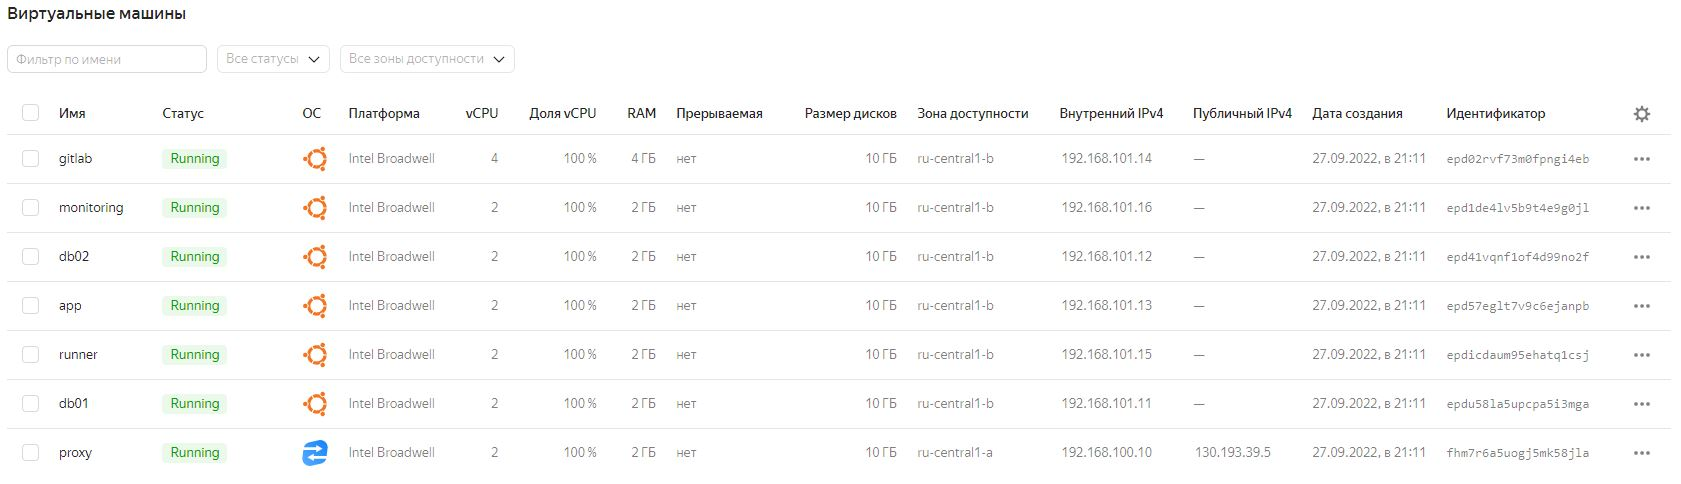 Виртуальные машины
Фильтр по имени Все статусы Все зоны доступности
Имя Статус ОС Платформа vCPU Доля vCPU RAM Прерываемая Размер дисков Зона доступности Внутренний IPv4 Публичный IPv4 Дата создания Идентификатор
gitlab Running Intel Broadwell 4 100 % 4 ГБ нет 10 ГБ ru-central1-b 192.168.101.14 — 27.09.2022, в 21:11 epd02rvf73m0fpngi4eb
monitoring Running Intel Broadwell 2 100 % 2 ГБ нет 10 ГБ ru-central1-b 192.168.101.16 — 27.09.2022, в 21:11 epd1de4lv5b9t4e9g0jl
db02 Running Intel Broadwell 2 100 % 2 ГБ нет 10 ГБ ru-central1-b 192.168.101.12 — 27.09.2022, в 21:11 epd41vqnf1of4d99no2f
app Running Intel Broadwell 2 100 % 2 ГБ нет 10 ГБ ru-central1-b 192.168.101.13 — 27.09.2022, в 21:11 epd57eglt7v9c6ejanpb
runner Running Intel Broadwell 2 100 % 2 ГБ нет 10 ГБ ru-central1-b 192.168.101.15 — 27.09.2022, в 21:11 epdicdaum95ehatq1csj
db01 Running Intel Broadwell 2 100 % 2 ГБ нет 10 ГБ ru-central1-b 192.168.101.11 — 27.09.2022, в 21:11 epdu58la5upcpa5i3mga
proxy Running Intel Broadwell 2 100 % 2 ГБ нет 10 ГБ ru-central1-a 192.168.100.10 130.193.39.5 27.09.2022, в 21:11 fhm7r6a5uogj5mk58jla